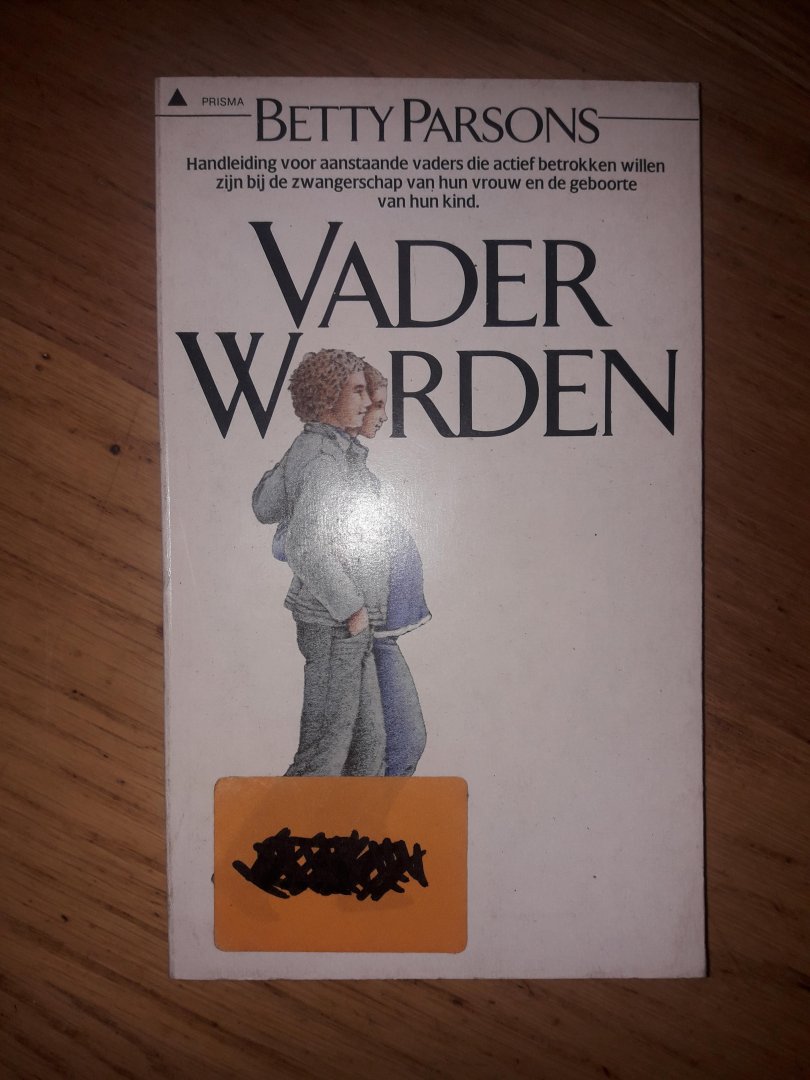 PRISMA
BETTY PARSONS
Handleiding voor aanstaande vaders die actief betrokken willen
zijn bij de zwangerschap van hun vrouw en de geboorte
van hun kind.
VADER
WORDEN